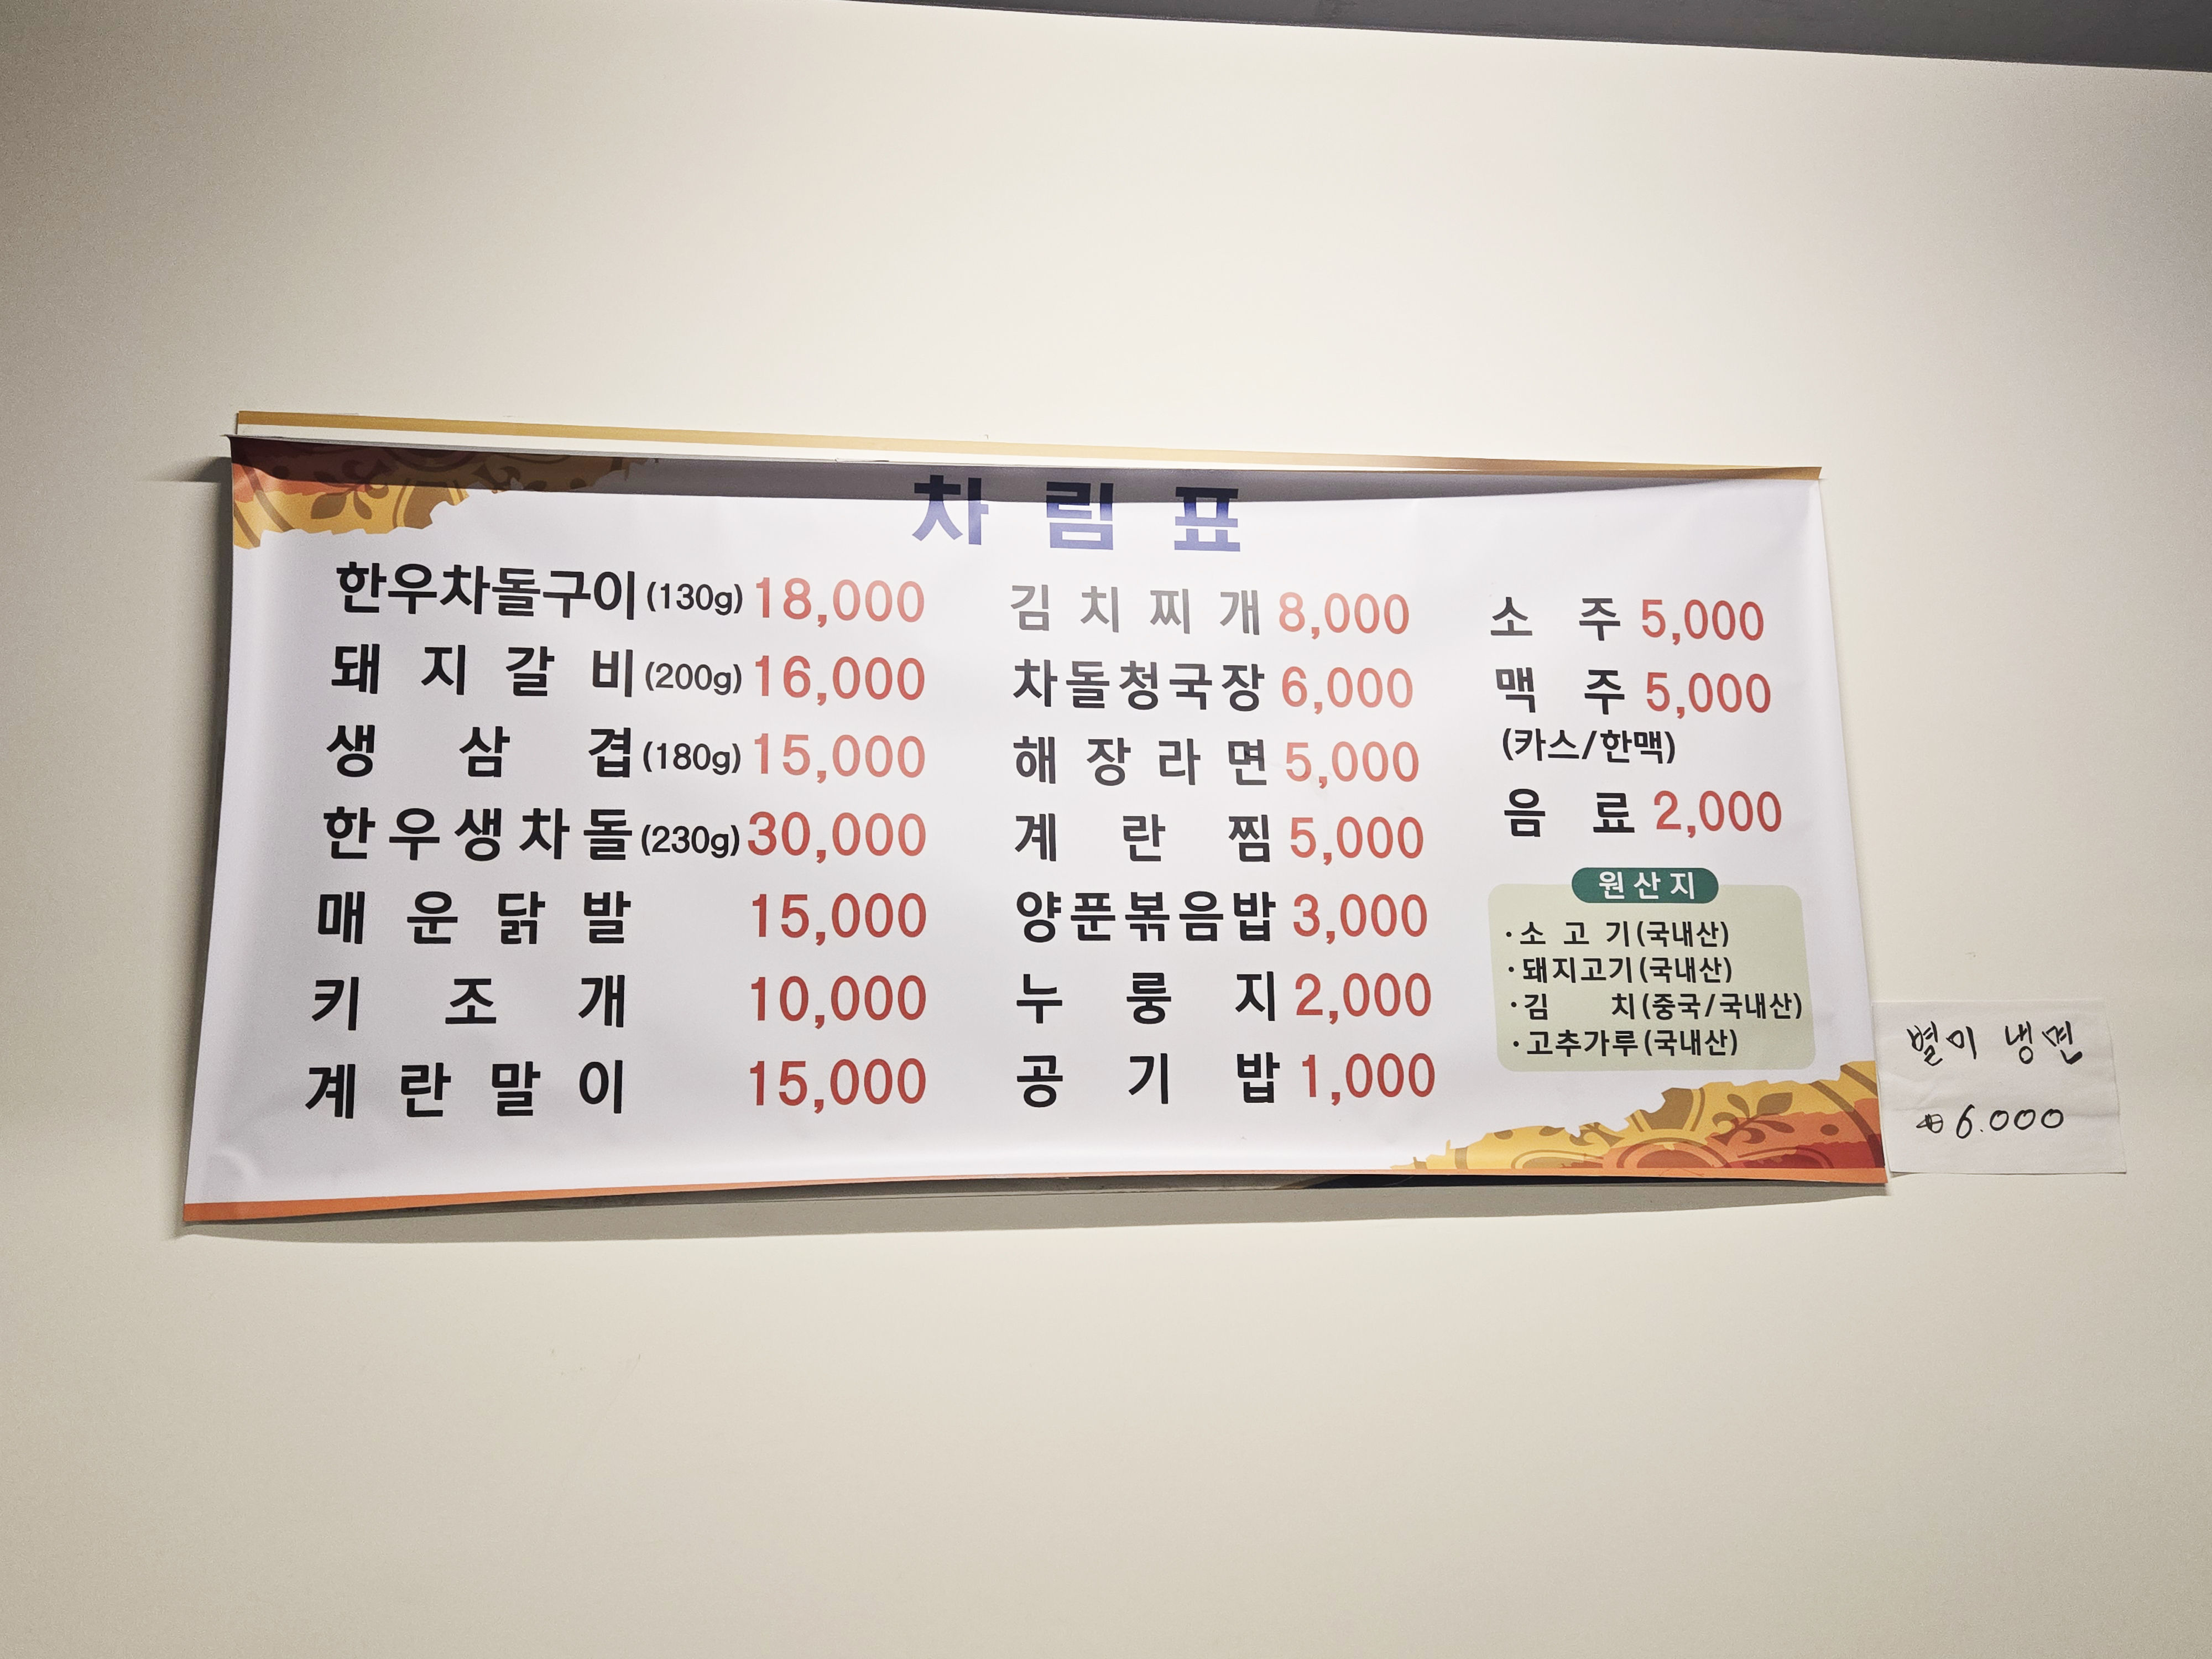 차림표
한우차돌구이(130g) 18,000
돼지갈비(200g) 16,000
생삼겹(180g) 15,000
한우생차돌(230g) 30,000
매운닭발 15,000
키조개 10,000
계란말이 15,000
김치찌개 8,000
차돌청국장 6,000
해장라면 5,000
계란찜 5,000
양푼볶음밥 3,000
누룽지 2,000
공기밥 1,000
소주 5,000
맥주 5,000
(카스/한맥)
음료 2,000
원산지
·소고기(국내산)
·돼지고기(국내산)
·김치(중국/국내산)
·고추가루(국내산)
별미 냉면
₩6.000